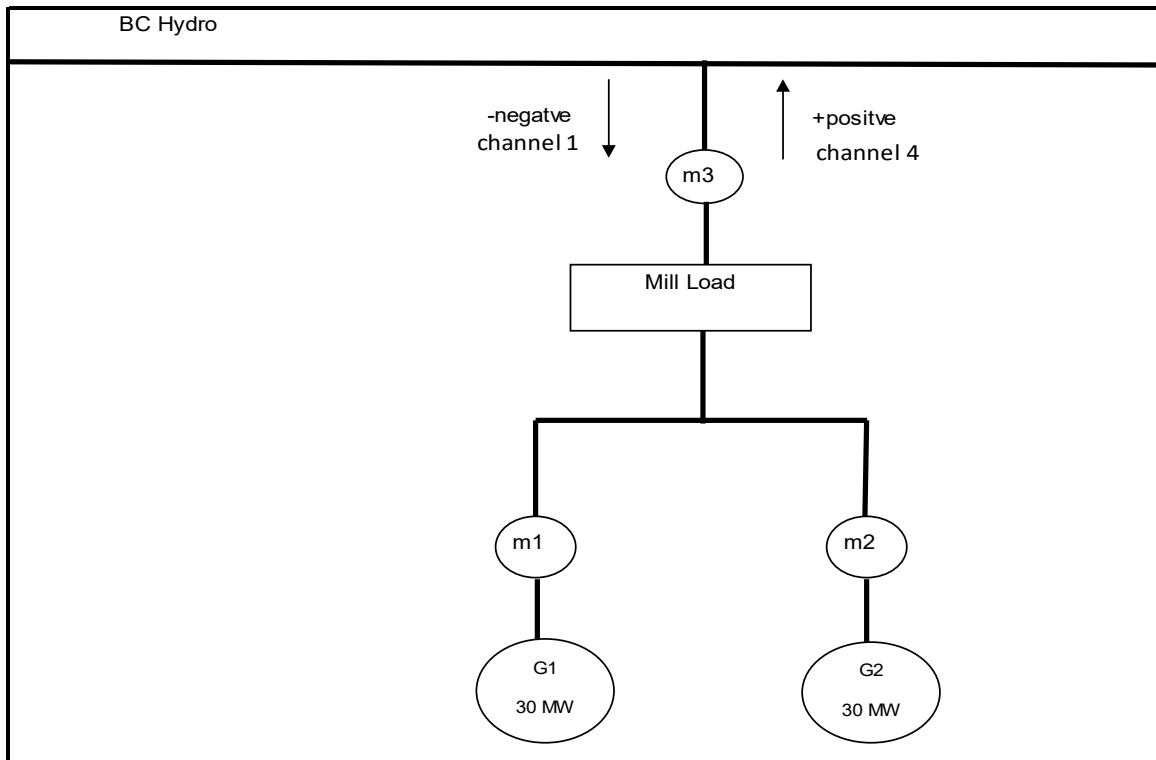 BC Hydro
-negatve
channel 1
+positve
channel 4
m3
Mill Load
m1
m2
G1
30 MW
G2
30 MW